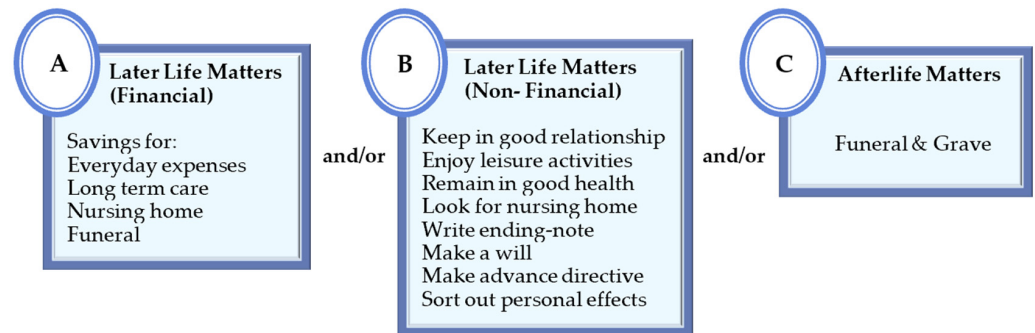 A
Later Life Matters
(Financial)
Savings for:
Everyday expenses
Long term care
Nursing home
Funeral
and/or
B
Later Life Matters
(Non- Financial)
Keep in good relationship
Enjoy leisure activities
Remain in good health
Look for nursing home
Write ending-note
Make a will
Make advance directive
Sort out personal effects
and/or
C
Afterlife Matters
Funeral & Grave